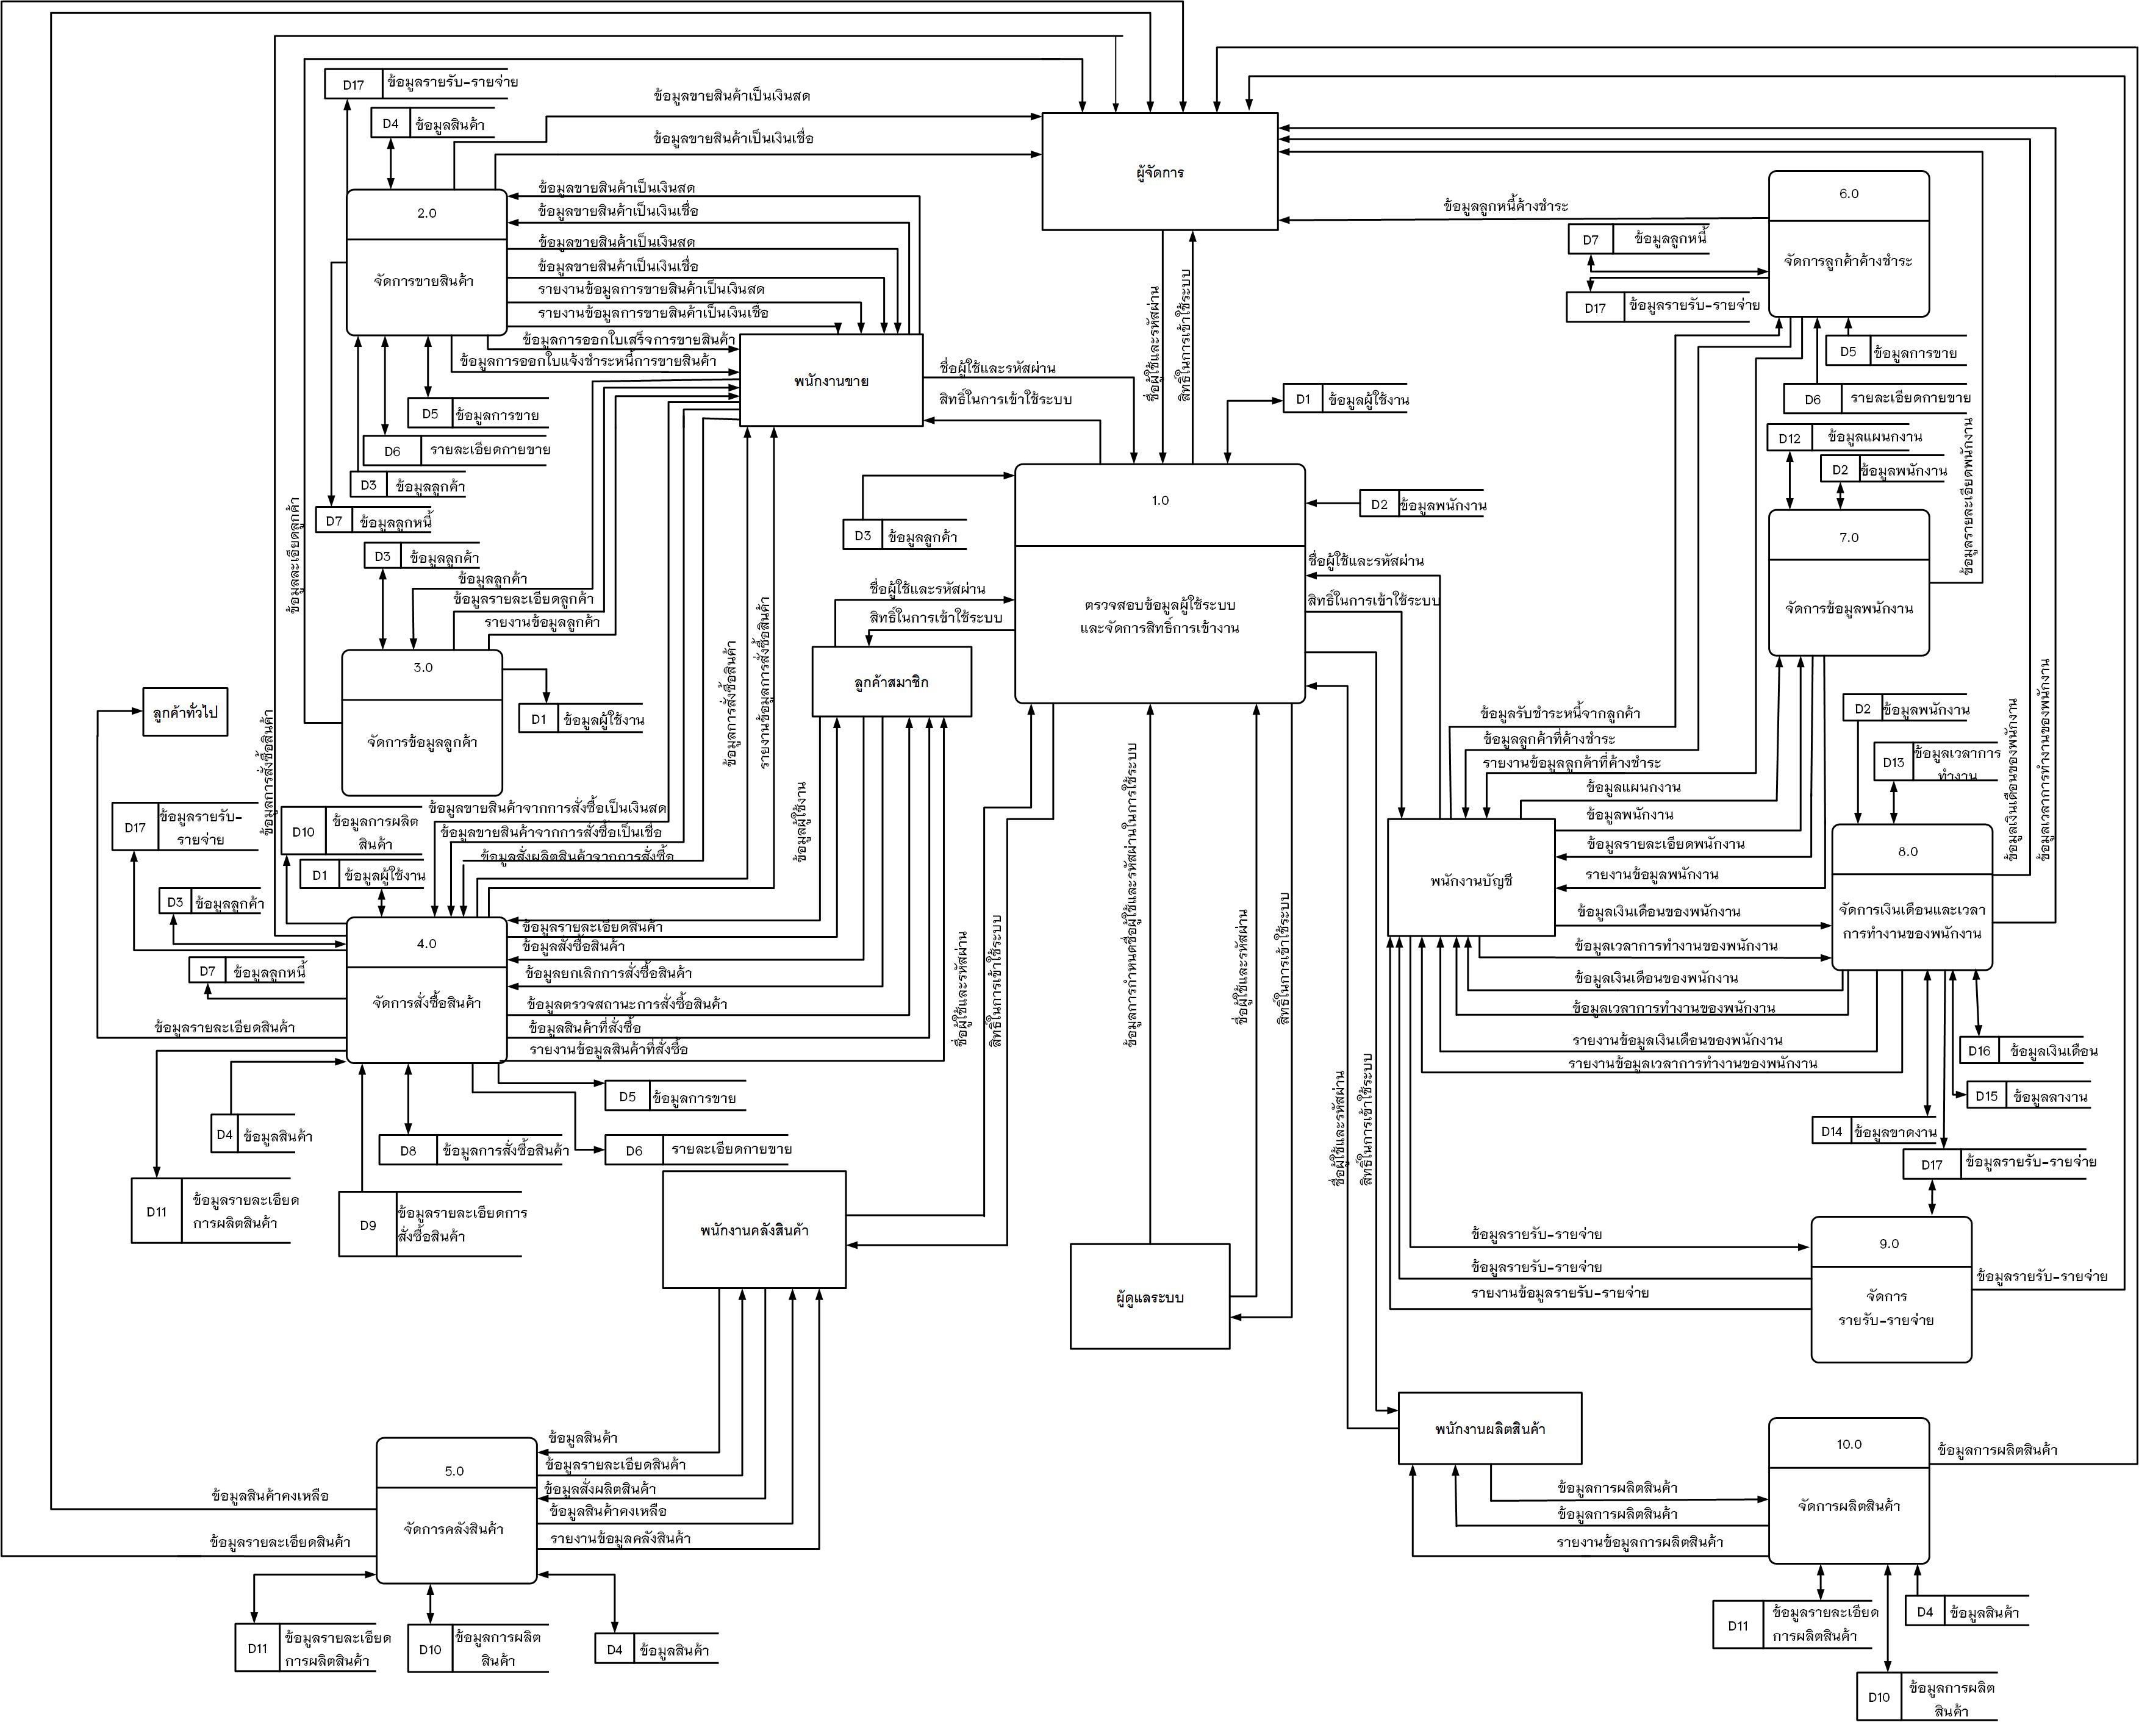 D17 ข้อมูลรายรับ-รายจ่าย
D4 ข้อมูลสินค้า
ข้อมูลขายสินค้าเป็นเงินสด
ข้อมูลขายสินค้าเป็นเงินเชื่อ
ผู้จัดการ
2.0
จัดการขายสินค้า
ข้อมูลขายสินค้าเป็นเงินสด
ข้อมูลขายสินค้าเป็นเงินเชื่อ
ข้อมูลขายสินค้าเป็นเงินสด
ข้อมูลขายสินค้าเป็นเงินเชื่อ
รายงานข้อมูลการขายสินค้าเป็นเงินสด
รายงานข้อมูลการขายสินค้าเป็นเงินเชื่อ
ข้อมูลการออกใบเสร็จการขายสินค้า
ข้อมูลการออกใบแจ้งชำระหนี้การขายสินค้า
พนักงานขาย
D5 ข้อมูลการขาย
D6 รายละเอียดกายขาย
D3 ข้อมูลลูกค้า
D7 ข้อมูลลูกหนี้
ชื่อผู้ใช้และรหัสผ่าน
สิทธิ์ในการเข้าใช้ระบบ
ชื่อผู้ใช้และรหัสผ่าน
สิทธิ์ในการเข้าใช้ระบบ
D1 ข้อมูลผู้ใช้งาน
D2 ข้อมูลพนักงาน
D3 ข้อมูลลูกค้า
1.0
ตรวจสอบข้อมูลผู้ใช้ระบบ
และจัดการสิทธิ์การเข้างาน
ข้อมูลลูกหนี้ค้างชำระ
6.0
จัดการลูกค้าค้างชำระ
D7 ข้อมูลลูกหนี้
D17 ข้อมูลรายรับ-รายจ่าย
D5 ข้อมูลการขาย
D6 รายละเอียดกายขาย
D12 ข้อมูลแผนกงาน
D2 ข้อมูลพนักงาน
7.0
จัดการข้อมูลพนักงาน
ข้อมูลรายละเอียดพนักงาน
ข้อมูลละเอียดลูกค้า
D3 ข้อมูลลูกค้า
ข้อมูลลูกค้า
ข้อมูลรายละเอียดลูกค้า
รายงานข้อมูลลูกค้า
3.0
จัดการข้อมูลลูกค้า
D1 ข้อมูลผู้ใช้งาน
ชื่อผู้ใช้และรหัสผ่าน
สิทธิ์ในการเข้าใช้ระบบ
ลูกค้าสมาชิก
ชื่อผู้ใช้และรหัสผ่าน
สิทธิ์ในการเข้าใช้ระบบ
ข้อมูลการสั่งซื้อสินค้า
รายงานข้อมูลการสั่งซื้อสินค้า
ลูกค้าทั่วไป
ข้อมูลการสั่งซื้อสินค้า
D17 ข้อมูลรายรับ-
รายจ่าย
D10 ข้อมูลการผลิต
สินค้า
D1 ข้อมูลผู้ใช้งาน
D3 ข้อมูลลูกค้า
D7 ข้อมูลลูกหนี้
ข้อมูลรายละเอียดสินค้า
ข้อมูลขายสินค้าจากการสั่งซื้อเป็นเงินสด
ข้อมูลขายสินค้าจากการสั่งซื้อเป็นเชื่อ
ข้อมูลสั่งผลิตสินค้าจากการสั่งซื้อ
ข้อมูลผู้ใช้งาน
4.0
จัดการสั่งซื้อสินค้า
ข้อมูลรายละเอียดสินค้า
ข้อมูลสั่งซื้อสินค้า
ข้อมูลยกเลิกการสั่งซื้อสินค้า
ข้อมูลตรวจสถานะการสั่งซื้อสินค้า
ข้อมูลสินค้าที่สั่งซื้อ
รายงานข้อมูลสินค้าที่สั่งซื้อ
D5 ข้อมูลการขาย
D6 รายละเอียดกายขาย
D4 ข้อมูลสินค้า
D8 ข้อมูลการสั่งซื้อสินค้า
D11 ข้อมูลรายละเอียด
การผลิตสินค้า
D9 ข้อมูลรายละเอียดการ
สั่งซื้อสินค้า
พนักงานคลังสินค้า
ชื่อผู้ใช้และรหัสผ่าน
สิทธิ์ในการเข้าใช้ระบบ
ข้อมูลการกำหนดชื่อผู้ใช้และรหัสผ่านในการใช้ระบบ
ชื่อผู้ใช้และรหัสผ่าน
สิทธิ์ในการเข้าใช้ระบบ
ผู้ดูแลระบบ
ชื่อผู้ใช้และรหัสผ่าน
สิทธิ์ในการเข้าใช้ระบบ
ข้อมูลรับชำระหนี้จากลูกค้า
ข้อมูลลูกค้าที่ค้างชำระ
รายงานข้อมูลลูกค้าที่ค้างชำระ
ข้อมูลแผนกงาน
ข้อมูลพนักงาน
ข้อมูลรายละเอียดพนักงาน
รายงานข้อมูลพนักงาน
พนักงานบัญชี
ข้อมูลเงินเดือนของพนักงาน
ข้อมูลเวลาการทำงานของพนักงาน
ข้อมูลเงินเดือนของพนักงาน
ข้อมูลเวลาการทำงานของพนักงาน
รายงานข้อมูลเงินเดือนของพนักงาน
รายงานข้อมูลเวลาการทำงานของพนักงาน
D2 ข้อมูลพนักงาน
D13 ข้อมูลเวลาการ
ทำงาน
8.0
จัดการเงินเดือนและเวลา
การทำงานของพนักงาน
ข้อมูลเงินเดือนของพนักงาน
ข้อมูลเวลาการทำงานของพนักงาน
D16 ข้อมูลเงินเดือน
D15 ข้อมูลลางาน
D14 ข้อมูลขาดงาน
D17 ข้อมูลรายรับ-รายจ่าย
9.0
จัดการ
รายรับ-รายจ่าย
ข้อมูลรายรับ-รายจ่าย
ข้อมูลรายรับ-รายจ่าย
รายงานข้อมูลรายรับ-รายจ่าย
ข้อมูลรายรับ-รายจ่าย
พนักงานผลิตสินค้า
10.0
จัดการผลิตสินค้า
ข้อมูลการผลิตสินค้า
ข้อมูลการผลิตสินค้า
ข้อมูลการผลิตสินค้า
รายงานข้อมูลการผลิตสินค้า
D11 ข้อมูลรายละเอียด
การผลิตสินค้า
D4 ข้อมูลสินค้า
D10 ข้อมูลการผลิต
สินค้า
ข้อมูลสินค้า
ข้อมูลรายละเอียดสินค้า
ข้อมูลสั่งผลิตสินค้า
ข้อมูลสินค้าคงเหลือ
รายงานข้อมูลคลังสินค้า
5.0
จัดการคลังสินค้า
ข้อมูลสินค้าคงเหลือ
ข้อมูลรายละเอียดสินค้า
D11 ข้อมูลรายละเอียด
การผลิตสินค้า
D10 ข้อมูลการผลิต
สินค้า
D4 ข้อมูลสินค้า